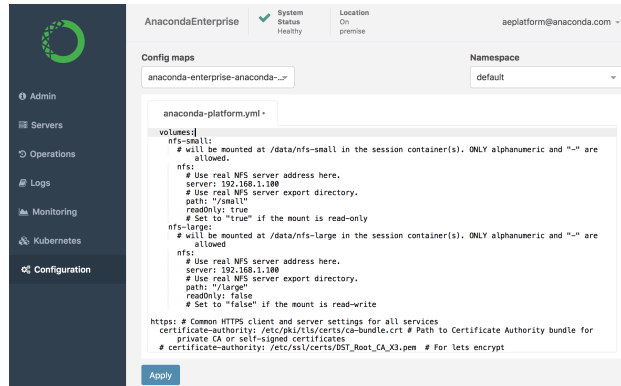 AnacondaEnterprise
System
Status
Healthy
Location
On
premise
aeplatform@anaconda.com
Config maps
Namespace
anaconda-enterprise-anaconda-...
default
Admin
Servers
Operations
Logs
Monitoring
Kubernetes
Configuration
anaconda-platform.yml •
volumes:
nfs-small:
# will be mounted at /data/nfs-small in the session container(s). ONLY alphanumeric and "-" are
allowed.
nfs:
# Use real NFS server address here.
server: 192.168.1.100
# Use real NFS server export directory.
path: "/small"
readOnly: true
# Set to "true" if the mount is read-only
nfs-large:
# will be mounted at /data/nfs-large in the session container(s). ONLY alphanumeric and "-" are
allowed
nfs:
# Use real NFS server address here.
server: 192.168.1.100
# Use real NFS server export directory.
path: "/large"
readOnly: false
# Set to "false" if the mount is read-write
https: # Common HTTPS client and server settings for all services
certificate-authority: /etc/pki/tls/certs/ca-bundle.crt # Path to Certificate Authority bundle for
private CA or self-signed certificates
# certificate-authority: /etc/ssl/certs/DST_Root_CA_X3.pem # For lets encrypt
Apply